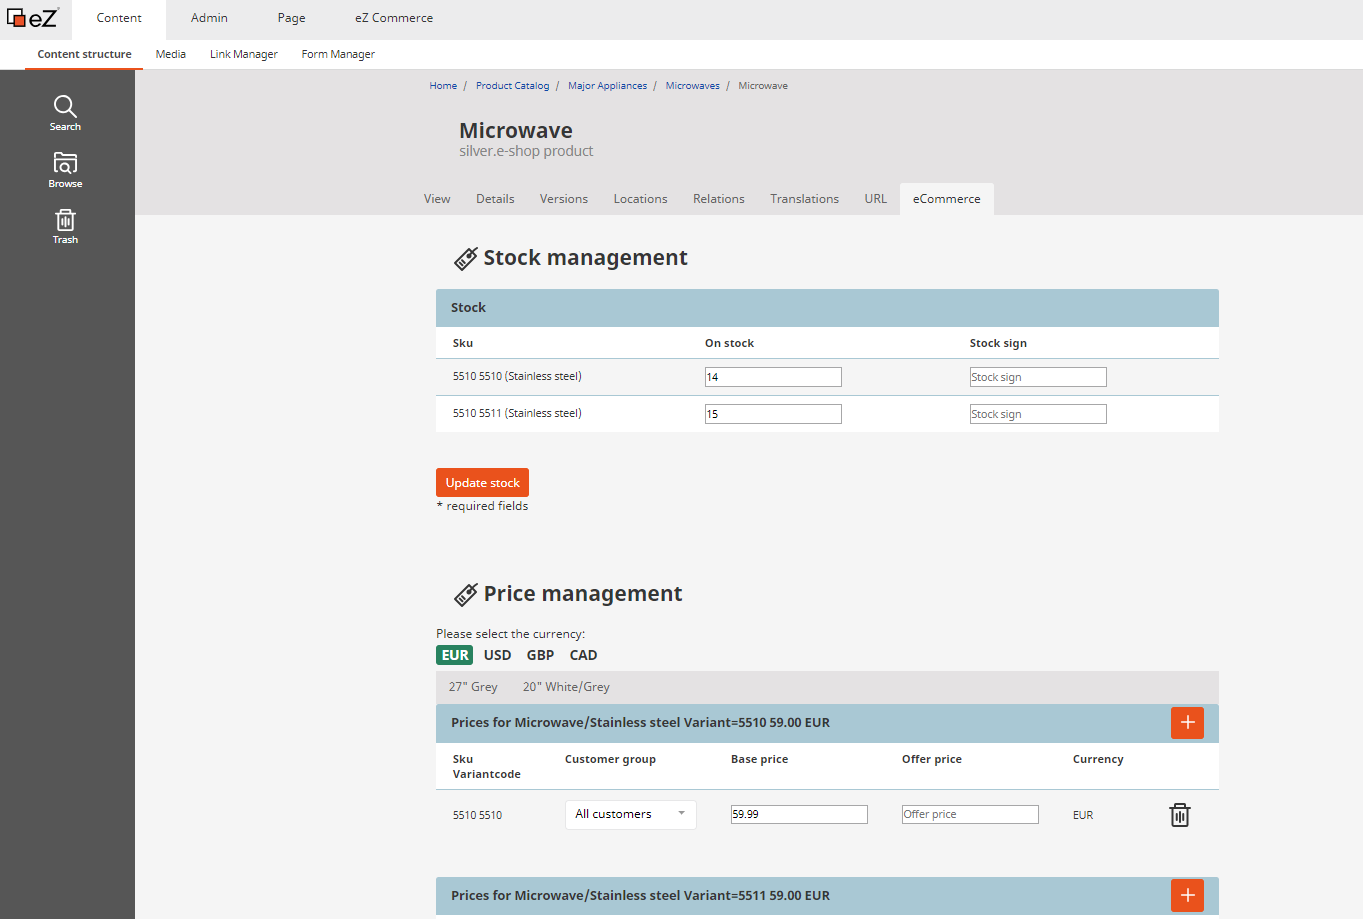 eZ
Content Admin Page eZ Commerce
Content structure Media Link Manager Form Manager
Search
Browse
Trash
Home / Product Catalog / Major Appliances / Microwaves / Microwave
Microwave
silver.e-shop product
View Details Versions Locations Relations Translations URL eCommerce
Stock management
Stock
Sku On stock Stock sign
5510 5510 (Stainless steel) 14 Stock sign
5510 5511 (Stainless steel) 15 Stock sign
Update stock
* required fields
Price management
Please select the currency:
EUR USD GBP CAD
27" Grey 20" White/Grey
Prices for Microwave/Stainless steel Variant=5510 59.00 EUR +
Sku Customer group Base price Offer price Currency
Variantcode
5510 5510 All customers 59.99 Offer price EUR
Prices for Microwave/Stainless steel Variant=5511 59.00 EUR +